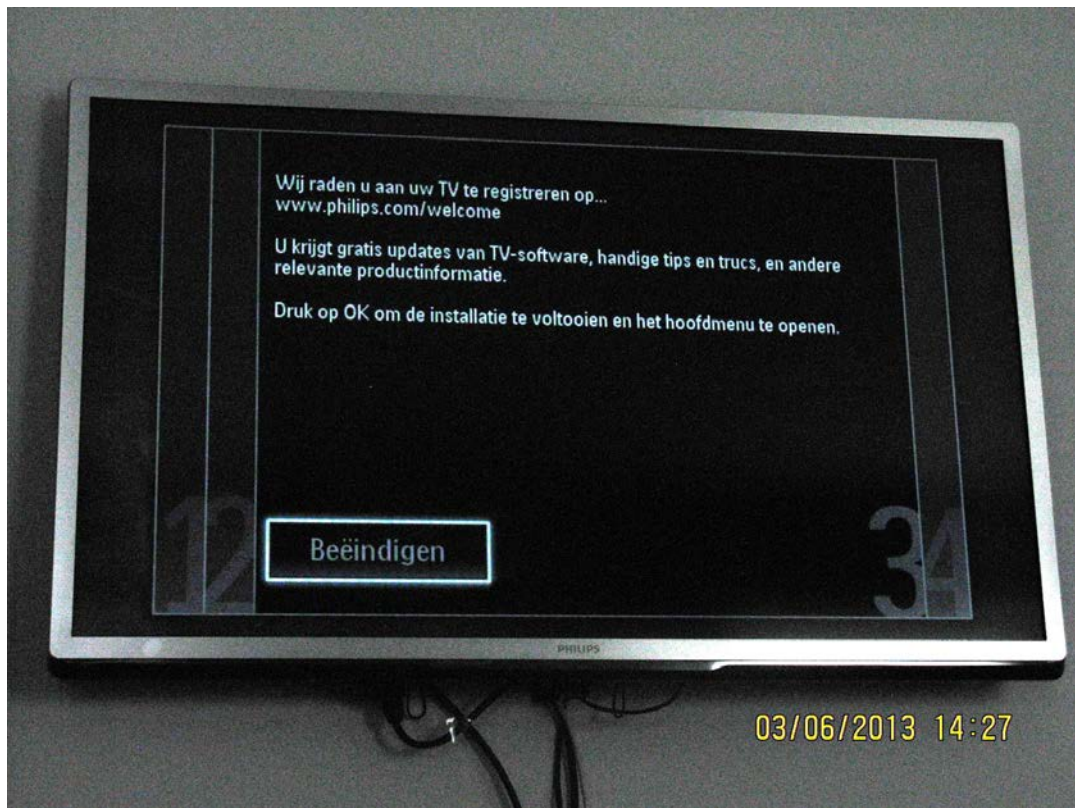 Wij raden u aan uw TV te registreren op...
www.philips.com/welcome
U krijgt gratis updates van TV-software, handige tips en trucs, en andere
relevante productinformatie.
Druk op OK om de installatie te voltooien en het hoofdmenu te openen.
12
34
Beëindigen
PHILIPS
03/06/2013 14:27